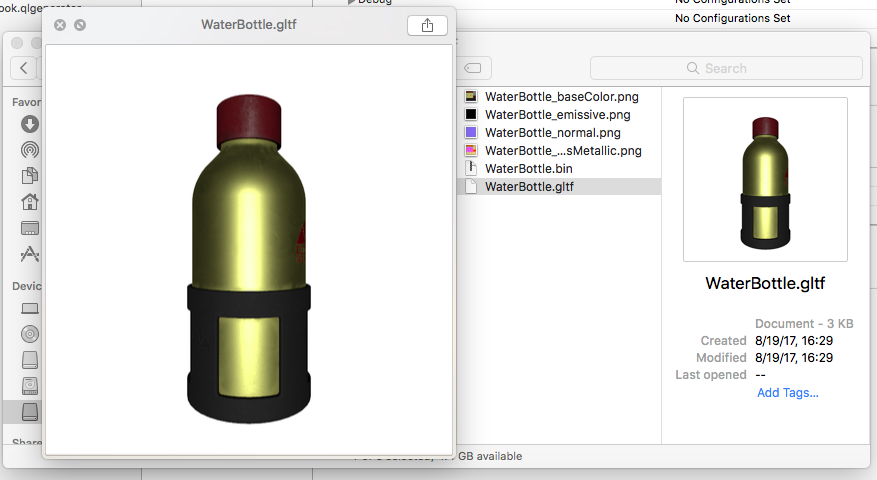 ook.qlgenerator
Debug
No Configurations Set
No Configurations Set
WaterBottle.gltf
Search
Favor
Devic
Share
WaterBottle_baseColor.png
WaterBottle_emissive.png
WaterBottle_normal.png
WaterBottle_...sMetallic.png
WaterBottle.bin
WaterBottle.gltf
WaterBottle.gltf
Document - 3 KB
Created 8/19/17, 16:29
Modified 8/19/17, 16:29
Last opened --
Add Tags...
selected, GB available